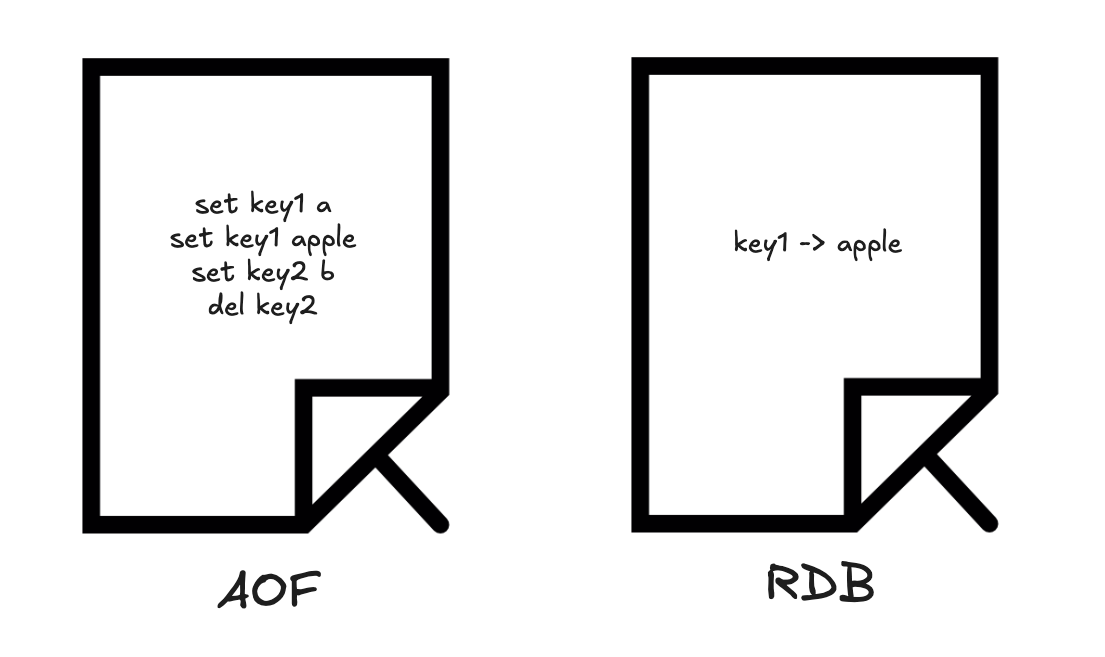 set key1 a
set key1 apple
set key2 b
del key2
AOF
key1 -> apple
RDB